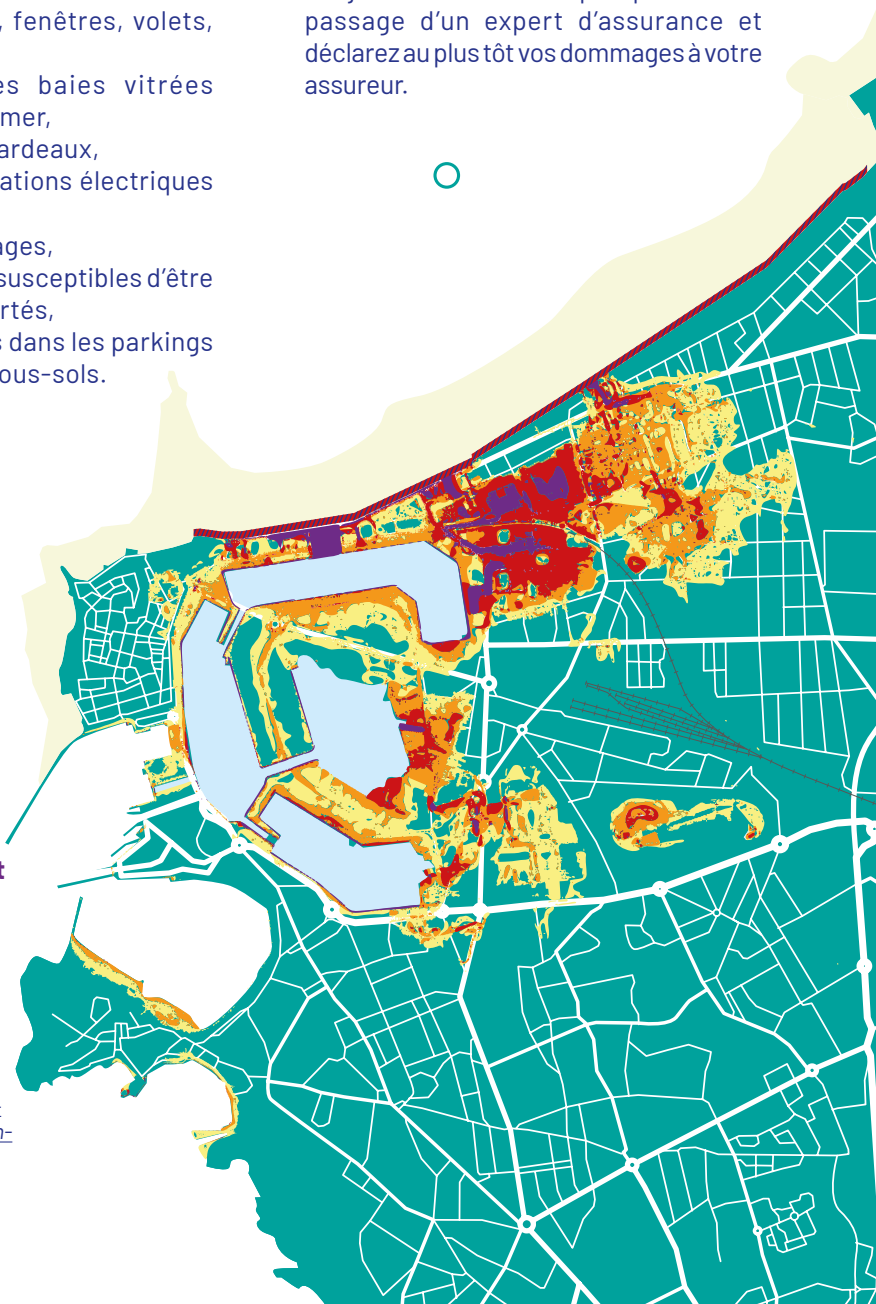 , fenêtres, volets,
es baies vitrées
mer,
ardeaux,
ations électriques
ages,
susceptibles d'être
rtés,
s dans les parkings
ous-sols.
passage d'un expert d'assurance et
déclarez au plus tôt vos dommages à votre
assureur.
t
:
n-